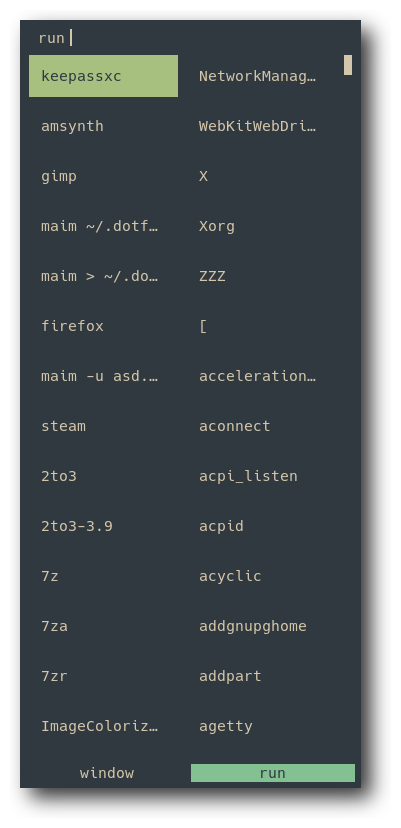 run
keepassxc
amsynth
gimp
maim ~/.dotf…
maim > ~/.do…
firefox
maim -u asd.…
steam
2to3
2to3-3.9
7z
7za
7zr
ImageColoriz…
NetworkManag…
WebKitWebDri…
X
Xorg
ZZZ
[
acceleration…
aconnect
acpi_listen
acpid
acyclic
addgnupghome
addpart
agetty
window
run